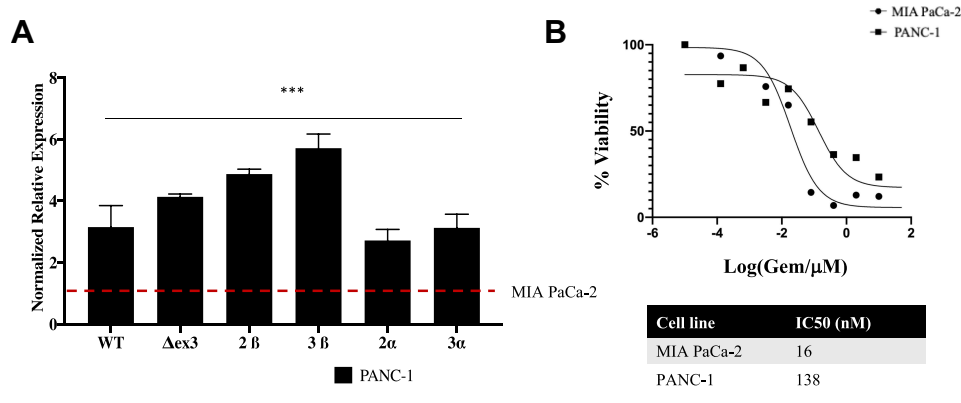 A
Normalized Relative Expression
8
6
4
2
0
***
MIA PaCa-2
WT Δex3 2 ß 3 ß 2α 3α
PANC-1
B
MIA PaCa-2
PANC-1
% Viability
100
50
0
-6 -4 -2 0 2
Log(Gem/μM)
Cell line IC50 (nM)
MIA PaCa-2 16
PANC-1 138